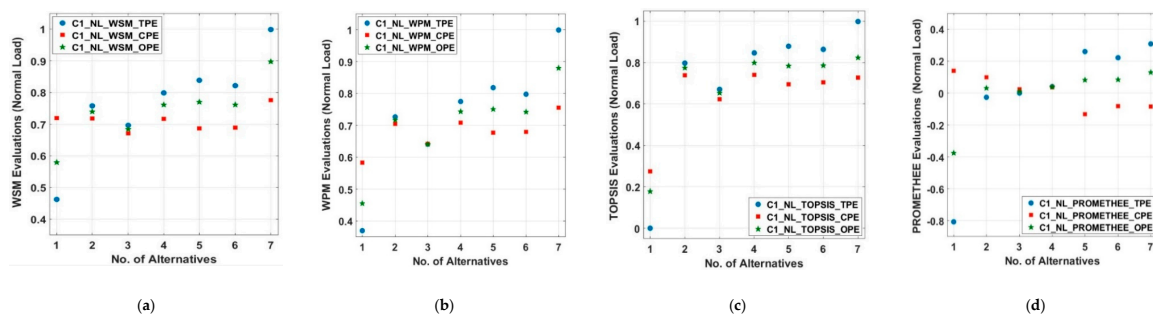 C1_NL_WSM_TPE
C1_NL_WSM_CPE
C1_NL_WSM_OPE
WSM Evaluations (Normal Load)
1
0.9
0.8
0.7
0.6
0.5
0.4
1 2 3 4 5 6 7
No. of Alternatives
(a)
C1_NL_WPM_TPE
C1_NL_WPM_CPE
C1_NL_WPM_OPE
WPM Evaluations (Normal Load)
1
0.9
0.8
0.7
0.6
0.5
0.4
1 2 3 4 5 6 7
No. of Alternatives
(b)
TOPSIS Evaluations (Normal Load)
1
0.8
0.6
0.4
0.2
0
C1_NL_TOPSIS_TPE
C1_NL_TOPSIS_CPE
C1_NL_TOPSIS_OPE
1 2 3 4 5 6 7
No. of Alternatives
(c)
PROMETHEE Evaluations (Normal Load)
0.4
0.2
0
-0.2
-0.4
-0.6
-0.8
C1_NL_PROMETHEE_TPE
C1_NL_PROMETHEE_CPE
C1_NL_PROMETHEE_OPE
1 2 3 4 5 6 7
No. of Alternatives
(d)